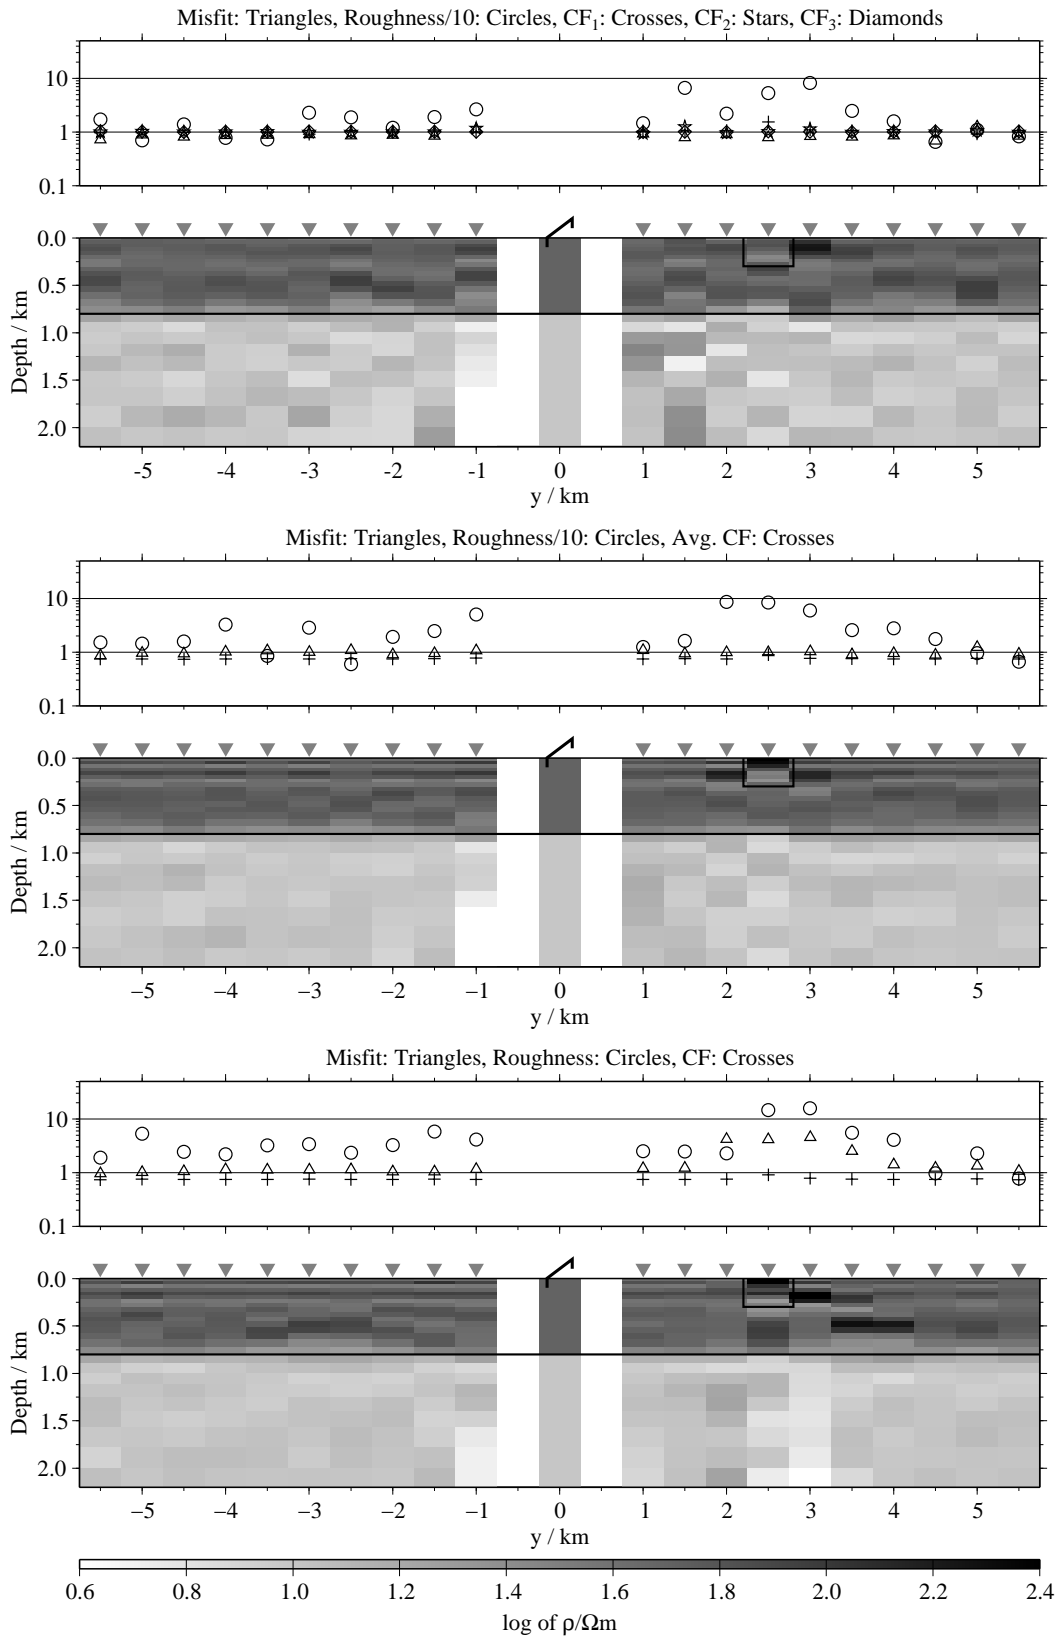 Misfit: Triangles, Roughness/10: Circles, CF₁: Crosses, CF₂: Stars, CF₃: Diamonds
10
1
0.1
0.0
0.5
1.0
1.5
2.0
Depth / km
-5 -4 -3 -2 -1 0 1 2 3 4 5
y / km
Misfit: Triangles, Roughness/10: Circles, Avg. CF: Crosses
10
1
0.1
0.0
0.5
1.0
1.5
2.0
Depth / km
−5 −4 −3 −2 −1 0 1 2 3 4 5
y / km
Misfit: Triangles, Roughness: Circles, CF: Crosses
10
1
0.1
0.0
0.5
1.0
1.5
2.0
Depth / km
−5 −4 −3 −2 −1 0 1 2 3 4 5
y / km
0.6 0.8 1.0 1.2 1.4 1.6 1.8 2.0 2.2 2.4
log of ρ/Ωm